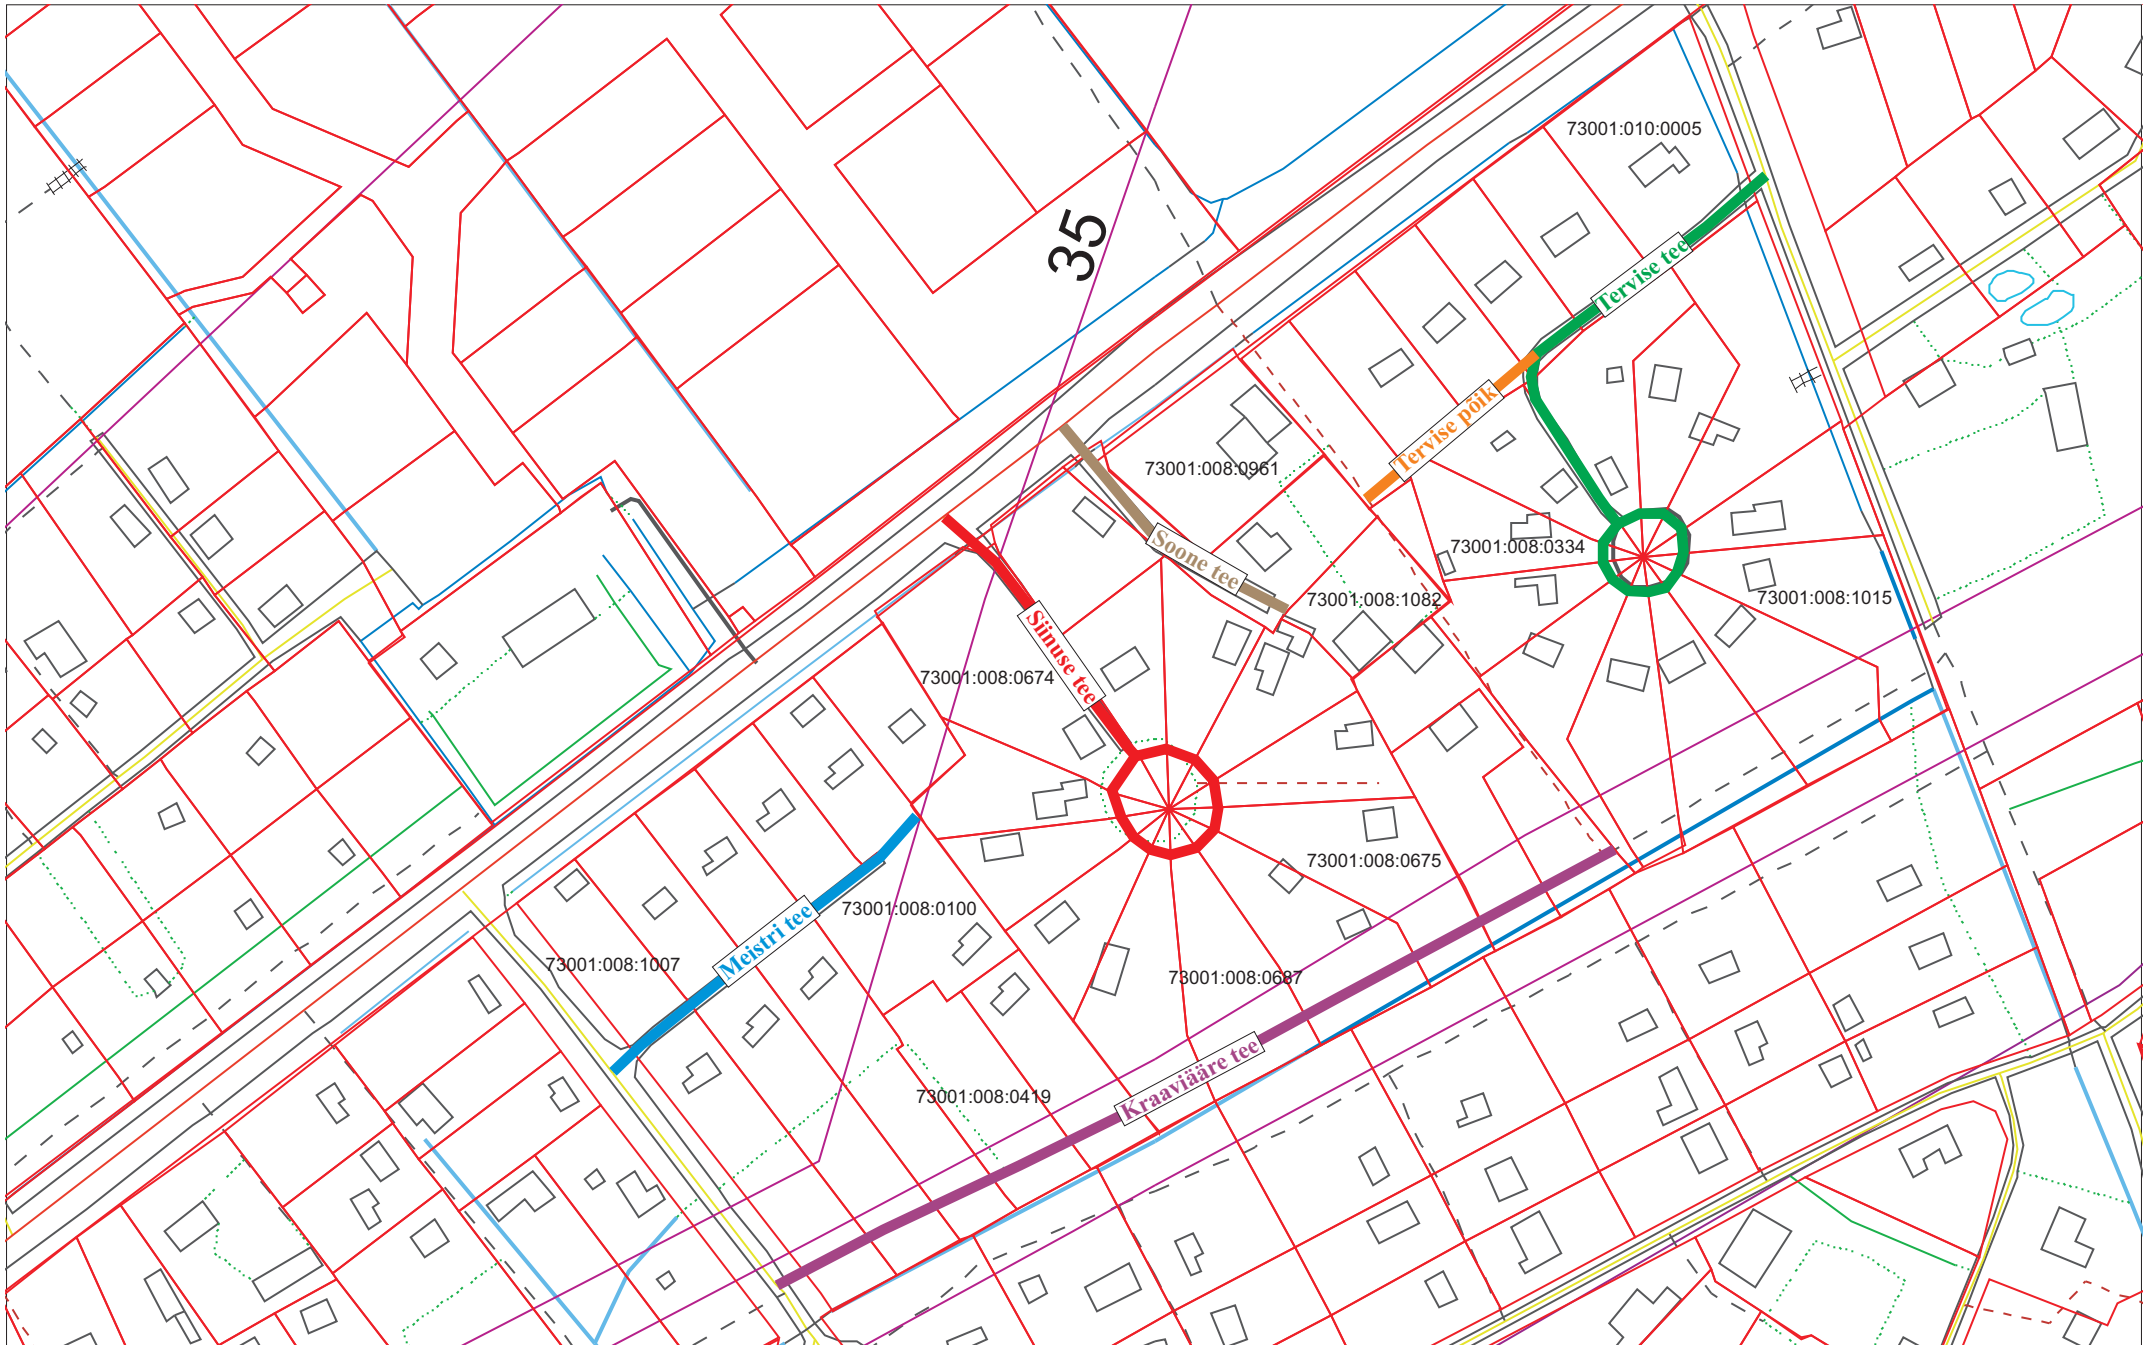 73001:010:0005
35
Tervise tee
Tervise põik
73001:008:0961
Soone tee
73001:008:0334
73001:008:1082
73001:008:1015
Siinuse tee
73001:008:0674
73001:008:0675
73001:008:0100
Meistri tee
73001:008:1007
73001:008:0687
Kraaviääre tee
73001:008:0419